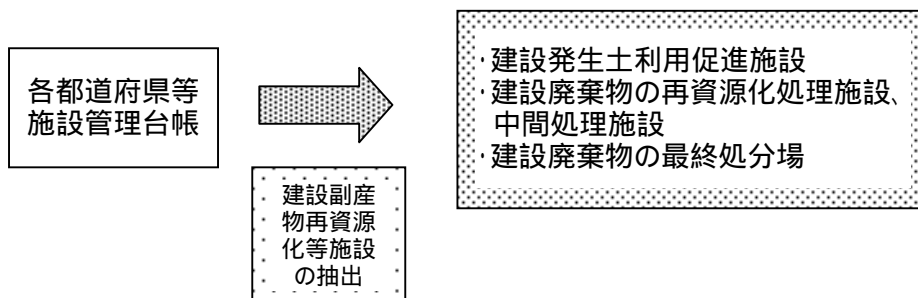 各都道府県等
施設管理台帳
建設副産
物再資源
化等施設
の抽出
・建設発生土利用促進施設
・建設廃棄物の再資源化処理施設、
中間処理施設
・建設廃棄物の最終処分場